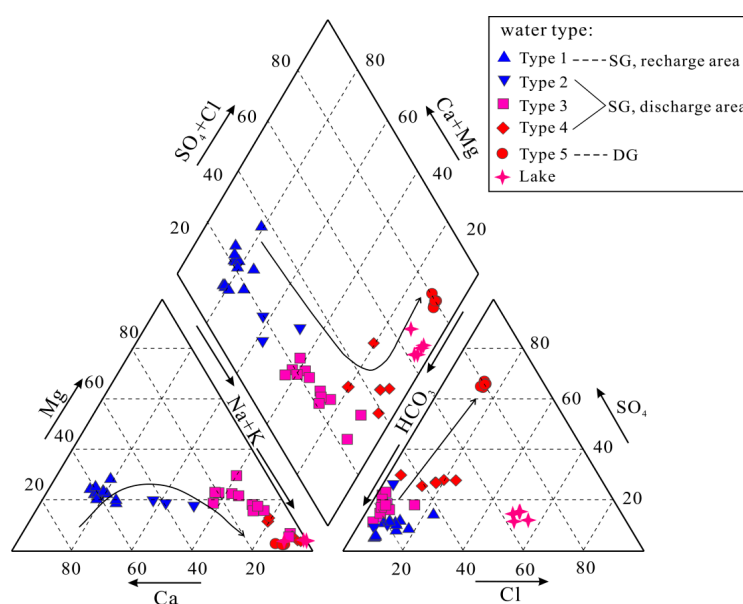 water type:
Type 1 SG, recharge area
Type 2
Type 3 SG, discharge area
Type 4
Type 5 DG
Lake
80 80
60 60
40 40
20 20
SO₄+Cl
Ca+Mg
Na+K
HCO₃
Mg
80
60
40
20
80 60 40 20
Ca
SO₄
80
60
40
20
20 40 60 80
Cl